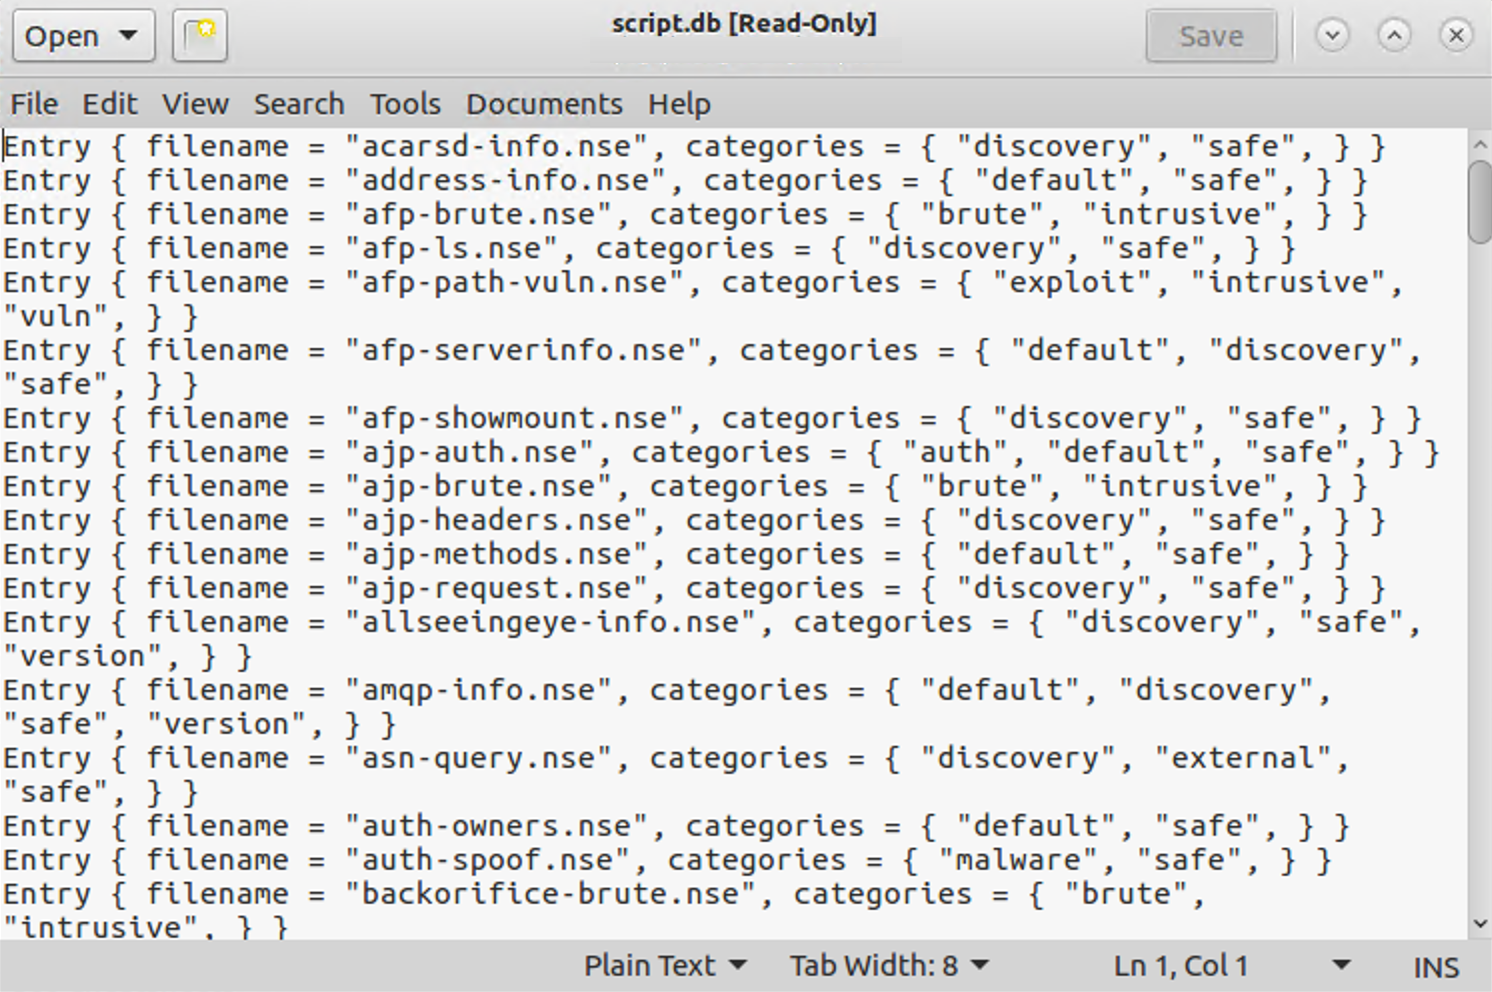 Open
script.db [Read-Only]
Save
File Edit View Search Tools Documents Help
Entry { filename = "acarsd-info.nse", categories = { "discovery", "safe", } }
Entry { filename = "address-info.nse", categories = { "default", "safe", } }
Entry { filename = "afp-brute.nse", categories = { "brute", "intrusive", } }
Entry { filename = "afp-ls.nse", categories = { "discovery", "safe", } }
Entry { filename = "afp-path-vuln.nse", categories = { "exploit", "intrusive",
"vuln", } }
Entry { filename = "afp-serverinfo.nse", categories = { "default", "discovery",
"safe", } }
Entry { filename = "afp-showmount.nse", categories = { "discovery", "safe", } }
Entry { filename = "ajp-auth.nse", categories = { "auth", "default", "safe", } }
Entry { filename = "ajp-brute.nse", categories = { "brute", "intrusive", } }
Entry { filename = "ajp-headers.nse", categories = { "discovery", "safe", } }
Entry { filename = "ajp-methods.nse", categories = { "default", "safe", } }
Entry { filename = "ajp-request.nse", categories = { "discovery", "safe", } }
Entry { filename = "allseeingeye-info.nse", categories = { "discovery", "safe",
"version", } }
Entry { filename = "amqp-info.nse", categories = { "default", "discovery",
"safe", "version", } }
Entry { filename = "asn-query.nse", categories = { "discovery", "external",
"safe", } }
Entry { filename = "auth-owners.nse", categories = { "default", "safe", } }
Entry { filename = "auth-spoof.nse", categories = { "malware", "safe", } }
Entry { filename = "backorifice-brute.nse", categories = { "brute",
"intrusive", } }
Plain Text Tab Width: 8 Ln 1, Col 1 INS